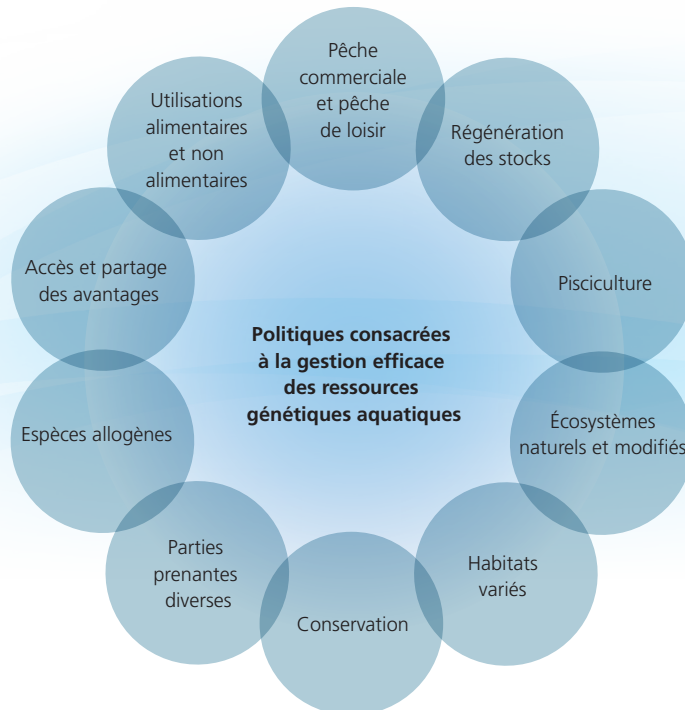 Pêche
commerciale
et pêche
de loisir
Régénération
des stocks
Pisciculture
Écosystèmes
naturels et modifiés
Habitats
variés
Conservation
Parties
prenantes
diverses
Espèces allogènes
Accès et partage
des avantages
Utilisations
alimentaires
et non
alimentaires
Politiques consacrées
à la gestion efficace
des ressources
génétiques aquatiques